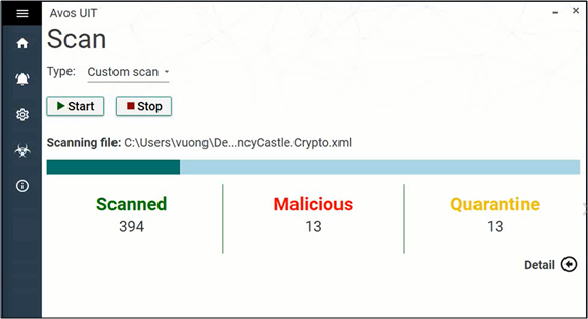 Avos UIT
Scan
Type: Custom scan
Start Stop
Scanning file: C:\Users\vuong\De...ncyCastle.Crypto.xml
Scanned Malicious Quarantine
394 13 13
Detail